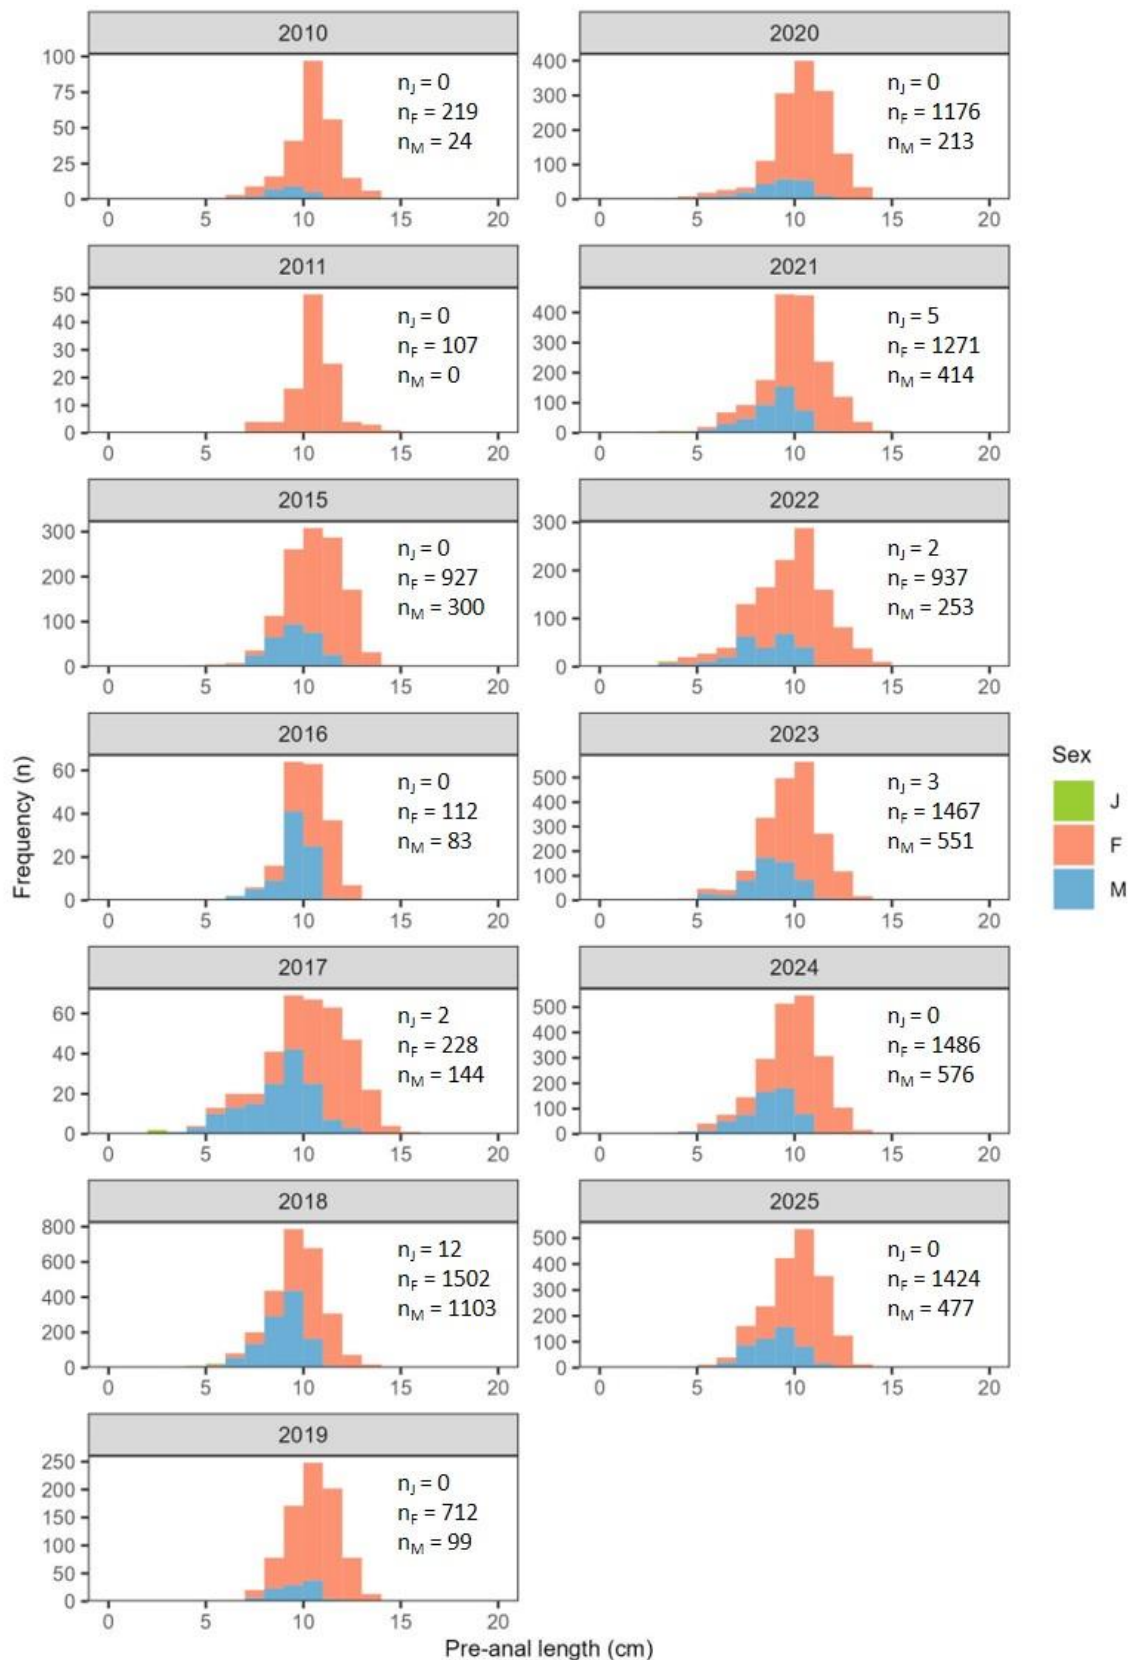 2010
100
75
50
25
0
n_J = 0
n_F = 219
n_M = 24
0 5 10 15 20
2020
400
300
200
100
0
n_J = 0
n_F = 1176
n_M = 213
0 5 10 15 20
2011
50
40
30
20
10
0
n_J = 0
n_F = 107
n_M = 0
0 5 10 15 20
2021
400
300
200
100
0
n_J = 5
n_F = 1271
n_M = 414
0 5 10 15 20
2015
300
200
100
0
n_J = 0
n_F = 927
n_M = 300
0 5 10 15 20
2022
300
200
100
0
n_J = 2
n_F = 937
n_M = 253
0 5 10 15 20
2016
60
40
20
0
n_J = 0
n_F = 112
n_M = 83
0 5 10 15 20
2023
500
400
300
200
100
0
n_J = 3
n_F = 1467
n_M = 551
0 5 10 15 20
2017
60
40
20
0
n_J = 2
n_F = 228
n_M = 144
0 5 10 15 20
2024
500
400
300
200
100
0
n_J = 0
n_F = 1486
n_M = 576
0 5 10 15 20
2018
800
600
400
200
0
n_J = 12
n_F = 1502
n_M = 1103
0 5 10 15 20
2025
500
400
300
200
100
0
n_J = 0
n_F = 1424
n_M = 477
0 5 10 15 20
2019
250
200
150
100
50
0
n_J = 0
n_F = 712
n_M = 99
0 5 10 15 20
Frequency (n)
Pre-anal length (cm)
Sex
J
F
M